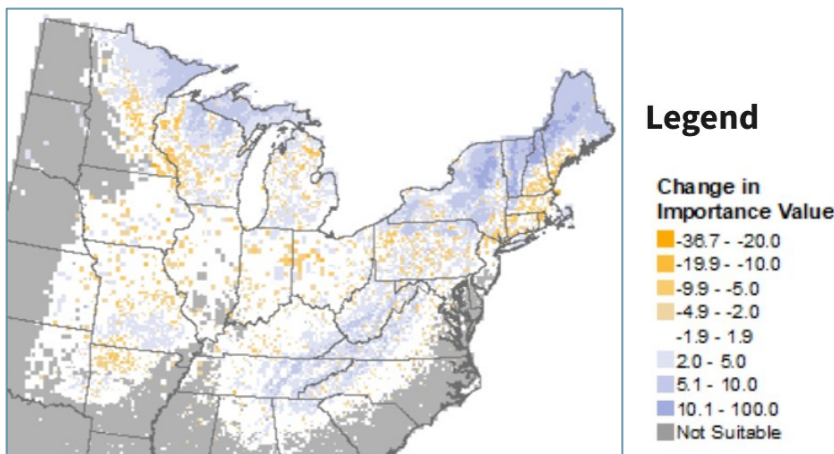 Legend
Change in
Importance Value
-36.7 - -20.0
-19.9 - -10.0
-9.9 - -5.0
-4.9 - -2.0
-1.9 - 1.9
2.0 - 5.0
5.1 - 10.0
10.1 - 100.0
Not Suitable